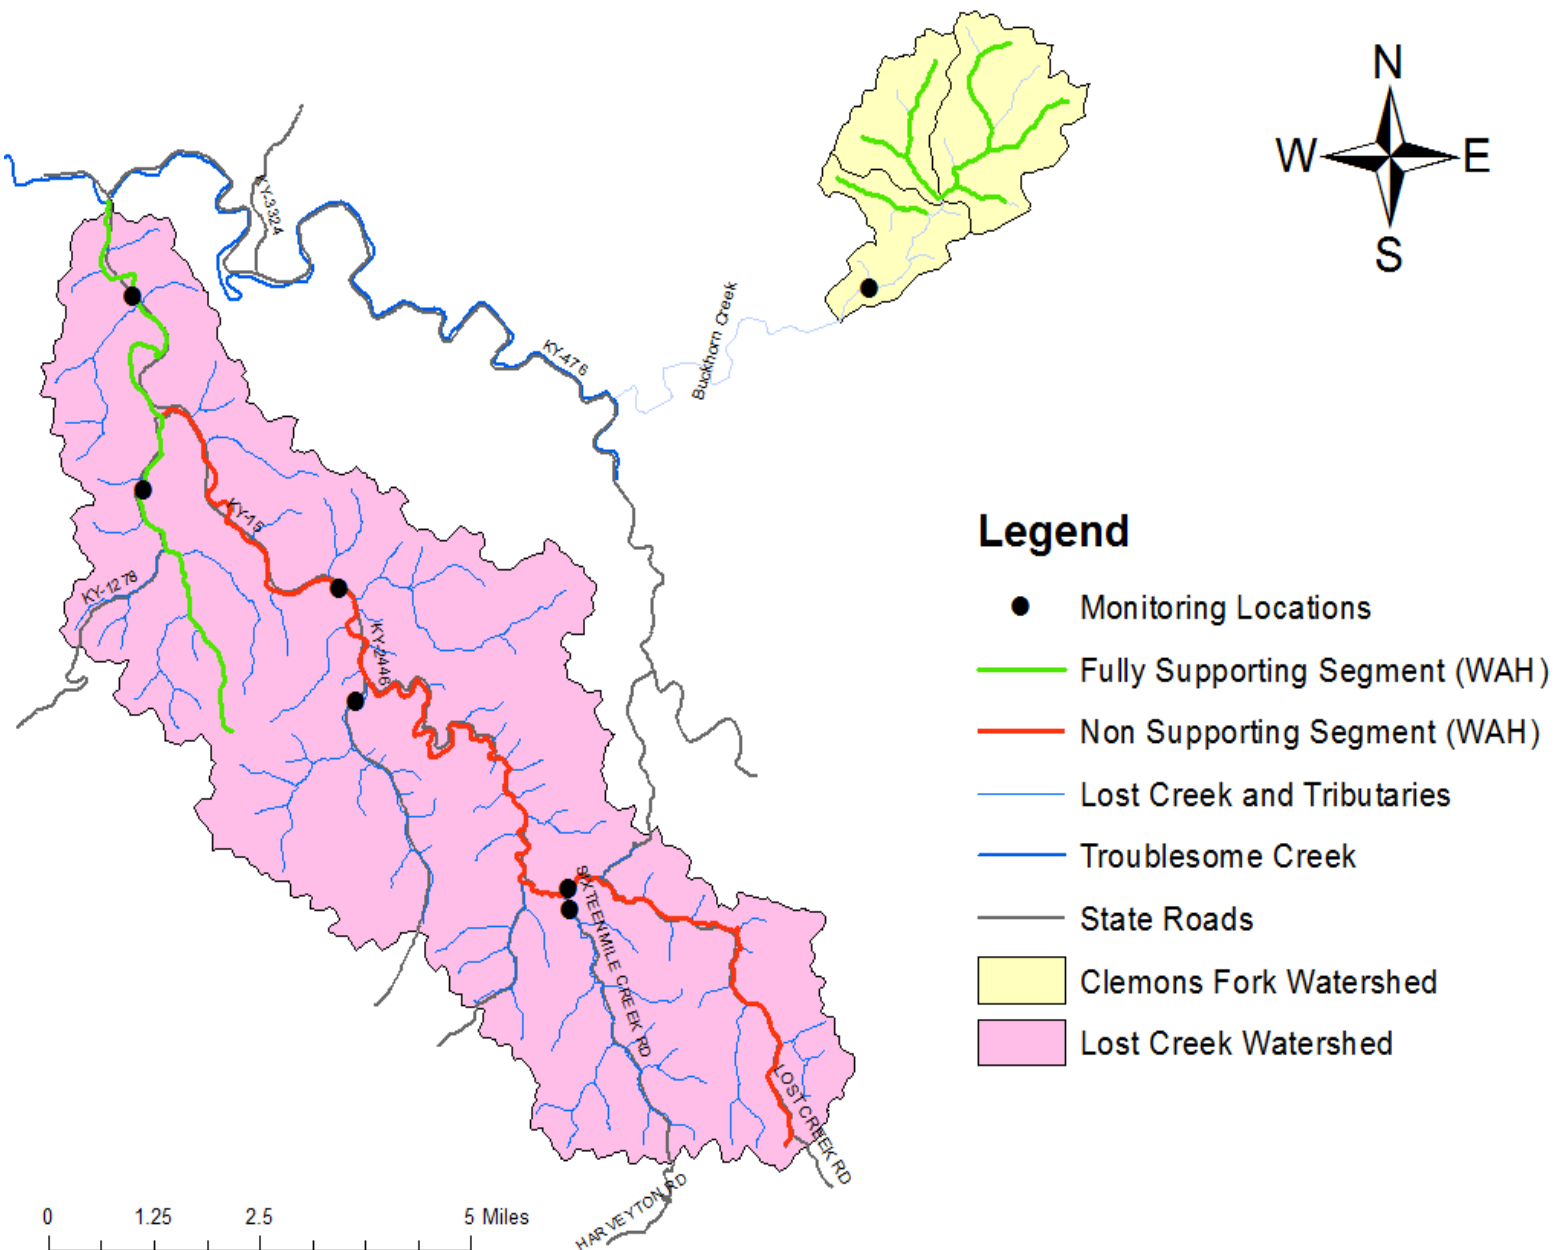 N
W E
S
KY-3324
KY-476
Buckhorn Creek
KY-15
KY-1278
KY-2446
SIXTEENMILE CREEK RD
LOST CREEK RD
HARVEYTON RD
Legend
Monitoring Locations
Fully Supporting Segment (WAH)
Non Supporting Segment (WAH)
Lost Creek and Tributaries
Troublesome Creek
State Roads
Clemons Fork Watershed
Lost Creek Watershed
0 1.25 2.5 5 Miles